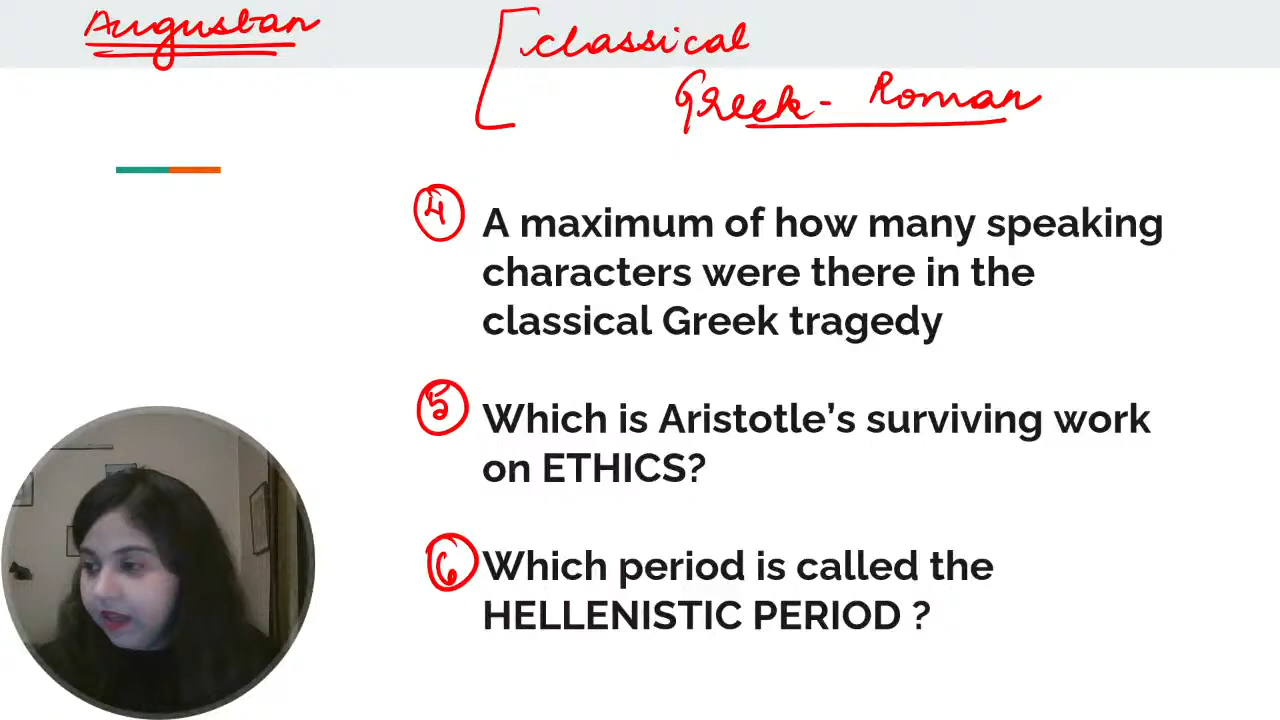 Augustan
classical
Greek - Roman
4
A maximum of how many speaking
characters were there in the
classical Greek tragedy
5
Which is Aristotle’s surviving work
on ETHICS?
6
Which period is called the
HELLENISTIC PERIOD ?